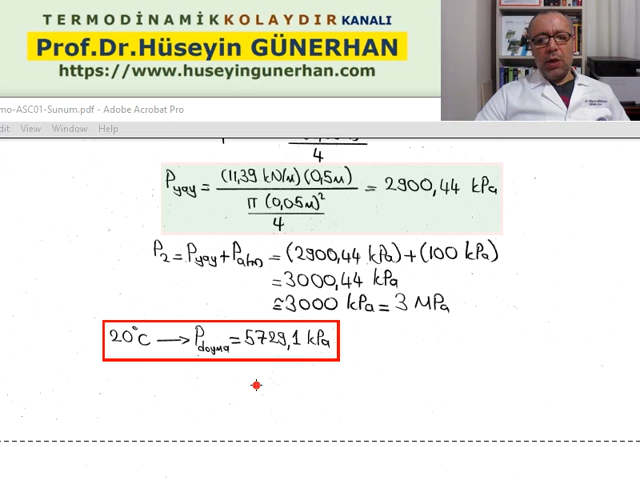 TERMODİNAMİKKOLAYDIR KANALI
Prof.Dr.Hüseyin GÜNERHAN
https://www.huseyingunerhan.com
mo-ASC01-Sunum.pdf - Adobe Acrobat Pro
dit View Window Help
4
Pyay = (11,39 kN/m)(0,5m) / (π (0,05m)² / 4) = 2900,44 kPa
P2 = Pyay + Patm = (2900,44 kPa) + (100 kPa)
= 3000,44 kPa
≅ 3000 kPa = 3 MPa
20°C → Pdoyma = 5729,1 kPa